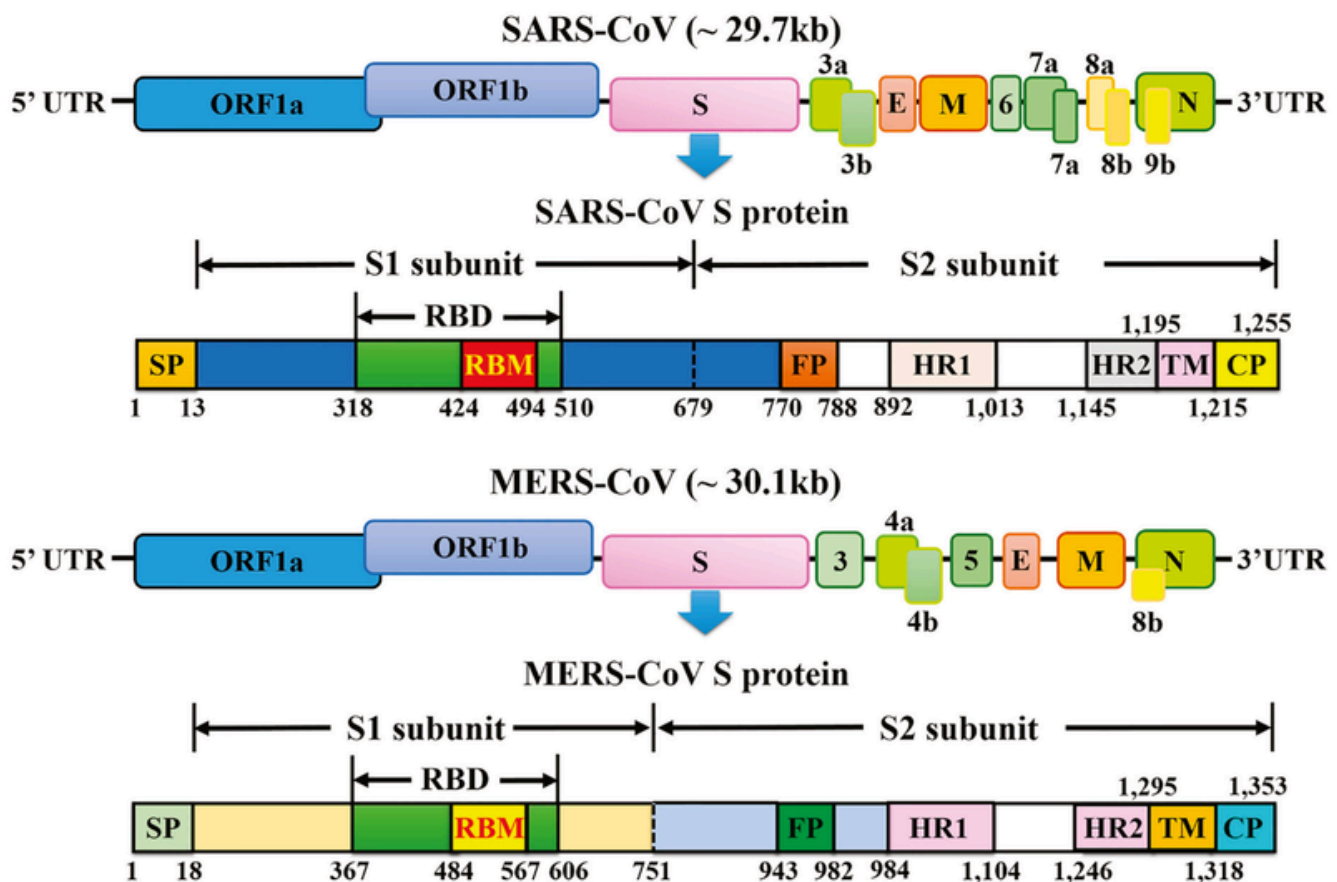 SARS-CoV (~ 29.7kb)
3a 7a 8a
5' UTR ORF1a ORF1b S E M 6 N 3'UTR
3b 7a 8b 9b
SARS-CoV S protein
S1 subunit S2 subunit
RBD 1,195 1,255
SP RBM FP HR1 HR2 TM CP
1 13 318 424 494 510 679 770 788 892 1,013 1,145 1,215
MERS-CoV (~ 30.1kb)
4a
5' UTR ORF1a ORF1b S 3 5 E M N 3'UTR
4b 8b
MERS-CoV S protein
S1 subunit S2 subunit
RBD 1,295 1,353
SP RBM FP HR1 HR2 TM CP
1 18 367 484 567 606 751 943 982 984 1,104 1,246 1,318